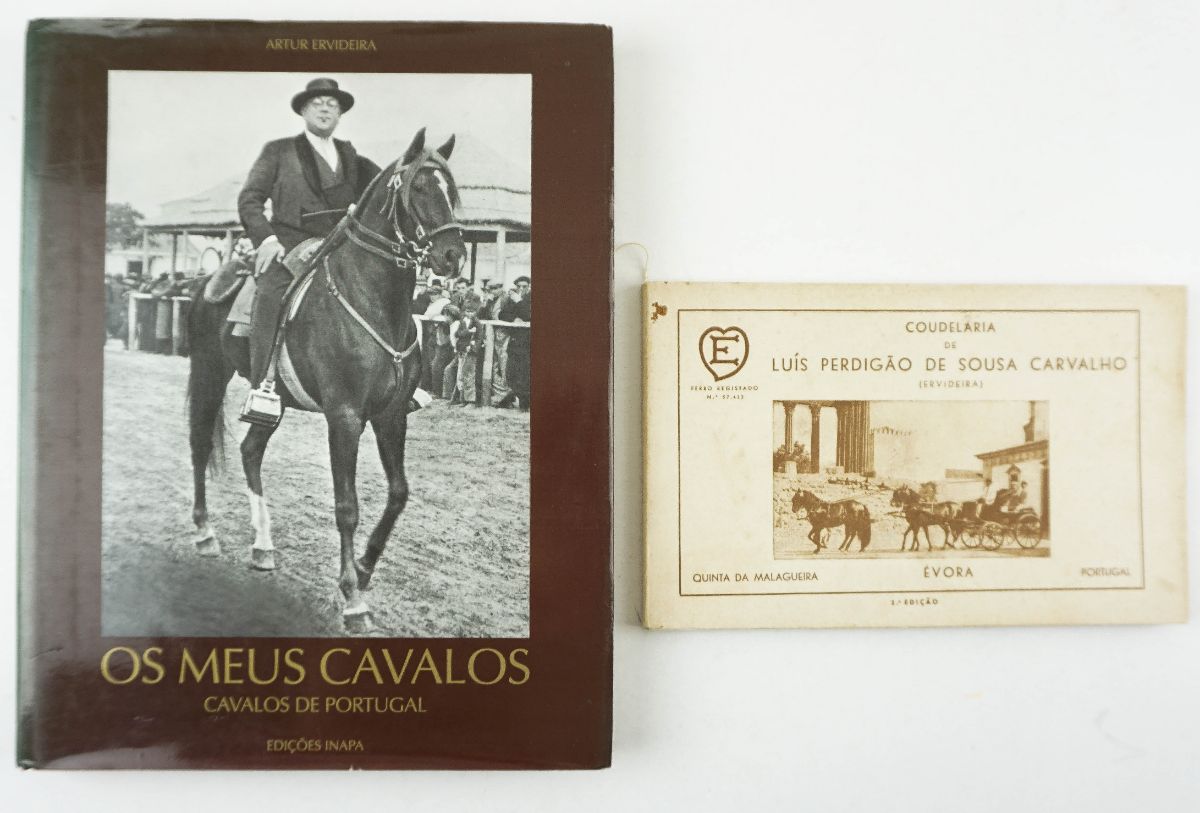 ARTUR ERVIDEIRA
OS MEUS CAVALOS
CAVALOS DE PORTUGAL
EDIÇÕES INAPA
E
FERRO REGISTADO
COUDELARIA
DE
LUÍS PERDIGÃO DE SOUSA CARVALHO
(ERVIDEIRA)
QUINTA DA MALAGUEIRA
ÉVORA
PORTUGAL